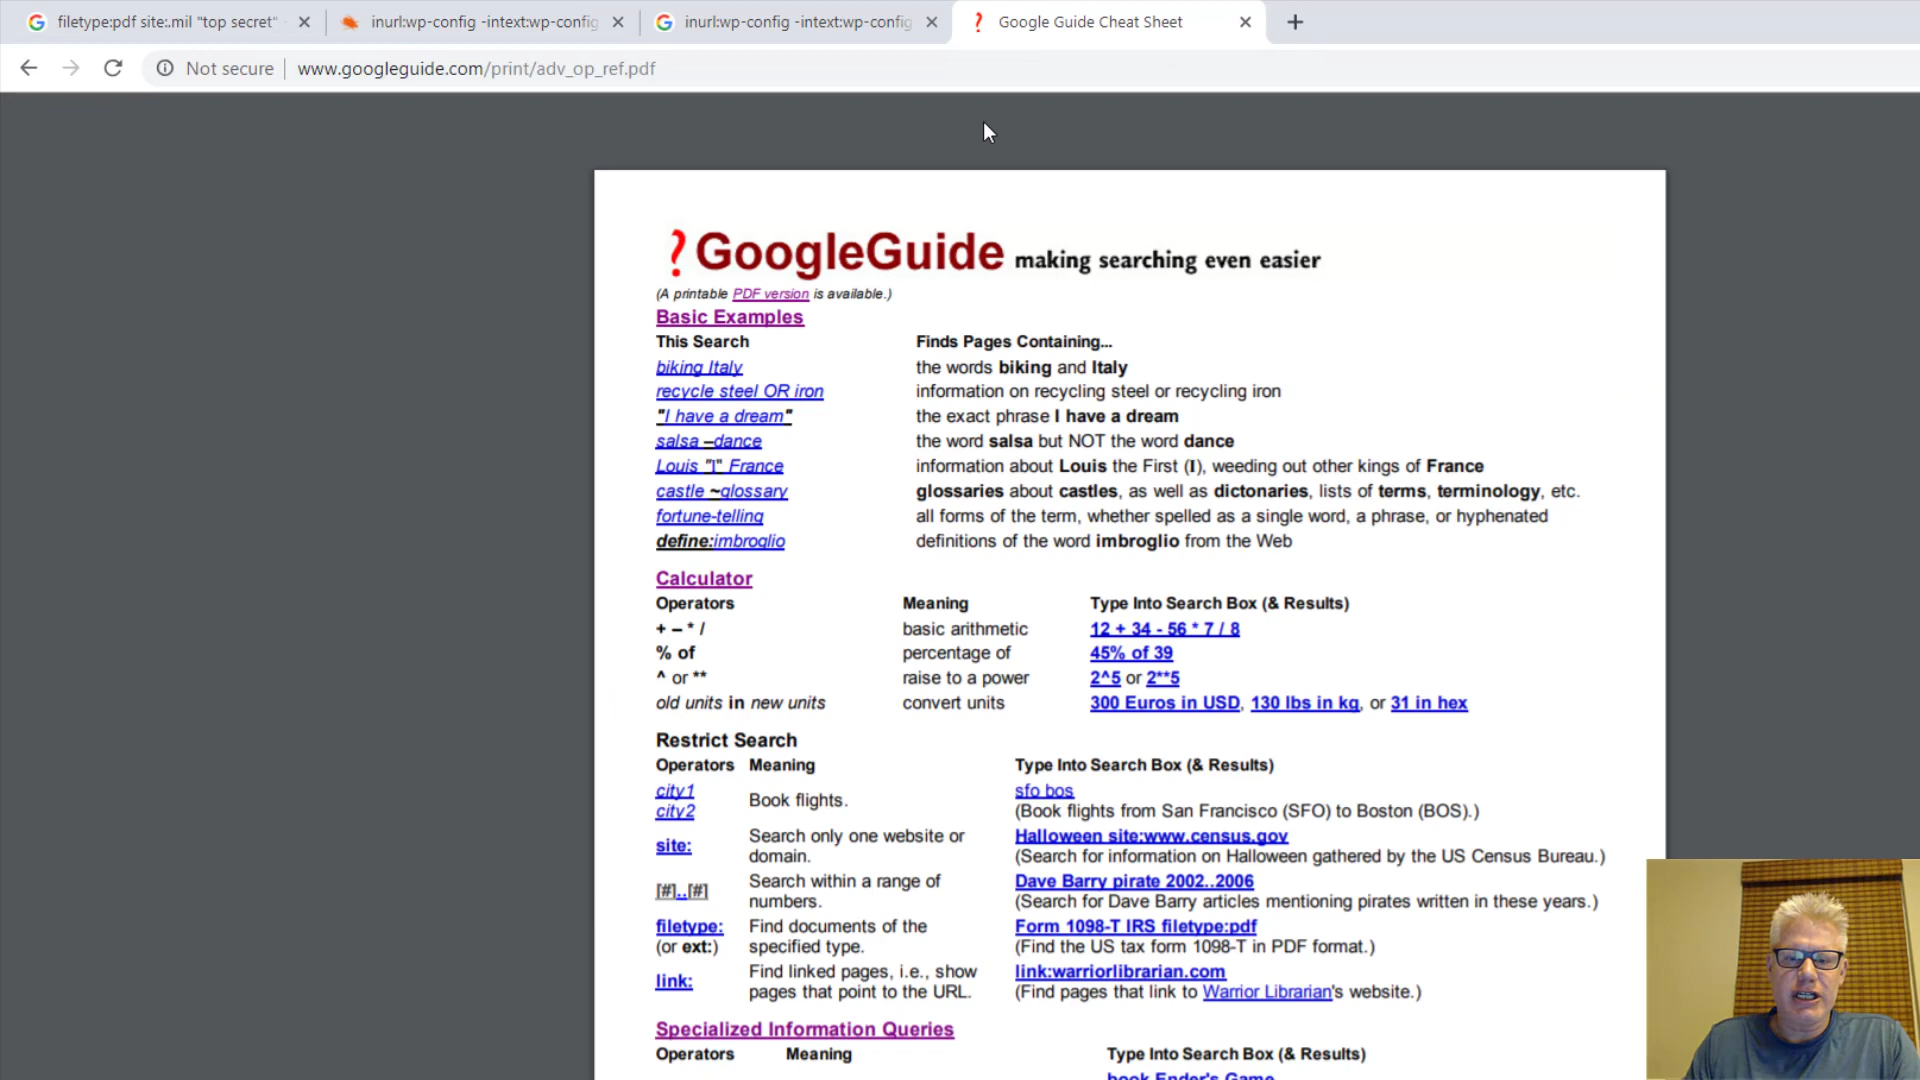 filetype:pdf site:.mil "top secret"
inurl:wp-config -intext:wp-config
inurl:wp-config -intext:wp-config
Google Guide Cheat Sheet
Not secure www.googleguide.com/print/adv_op_ref.pdf
GoogleGuide making searching even easier
(A printable PDF version is available.)
Basic Examples
This Search Finds Pages Containing...
biking Italy the words biking and Italy
recycle steel OR iron information on recycling steel or recycling iron
"I have a dream" the exact phrase I have a dream
salsa –dance the word salsa but NOT the word dance
Louis "I" France information about Louis the First (I), weeding out other kings of France
castle ~glossary glossaries about castles, as well as dictonaries, lists of terms, terminology, etc.
fortune-telling all forms of the term, whether spelled as a single word, a phrase, or hyphenated
define:imbroglio definitions of the word imbroglio from the Web
Calculator
Operators Meaning Type Into Search Box (& Results)
+ – * / basic arithmetic 12 + 34 - 56 * 7 / 8
% of percentage of 45% of 39
^ or ** raise to a power 2^5 or 2**5
old units in new units convert units 300 Euros in USD, 130 lbs in kg, or 31 in hex
Restrict Search
Operators Meaning Type Into Search Box (& Results)
city1 Book flights. sfo bos
city2 (Book flights from San Francisco (SFO) to Boston (BOS).)
site: Search only one website or Halloween site:www.census.gov
domain. (Search for information on Halloween gathered by the US Census Bureau.)
[#]..[#] Search within a range of Dave Barry pirate 2002..2006
numbers. (Search for Dave Barry articles mentioning pirates written in these years.)
filetype: Find documents of the Form 1098-T IRS filetype:pdf
(or ext:) specified type. (Find the US tax form 1098-T in PDF format.)
link: Find linked pages, i.e., show link:warriorlibrarian.com
pages that point to the URL. (Find pages that link to Warrior Librarian's website.)
Specialized Information Queries
Operators Meaning Type Into Search Box (& Results)
book Ender's Game